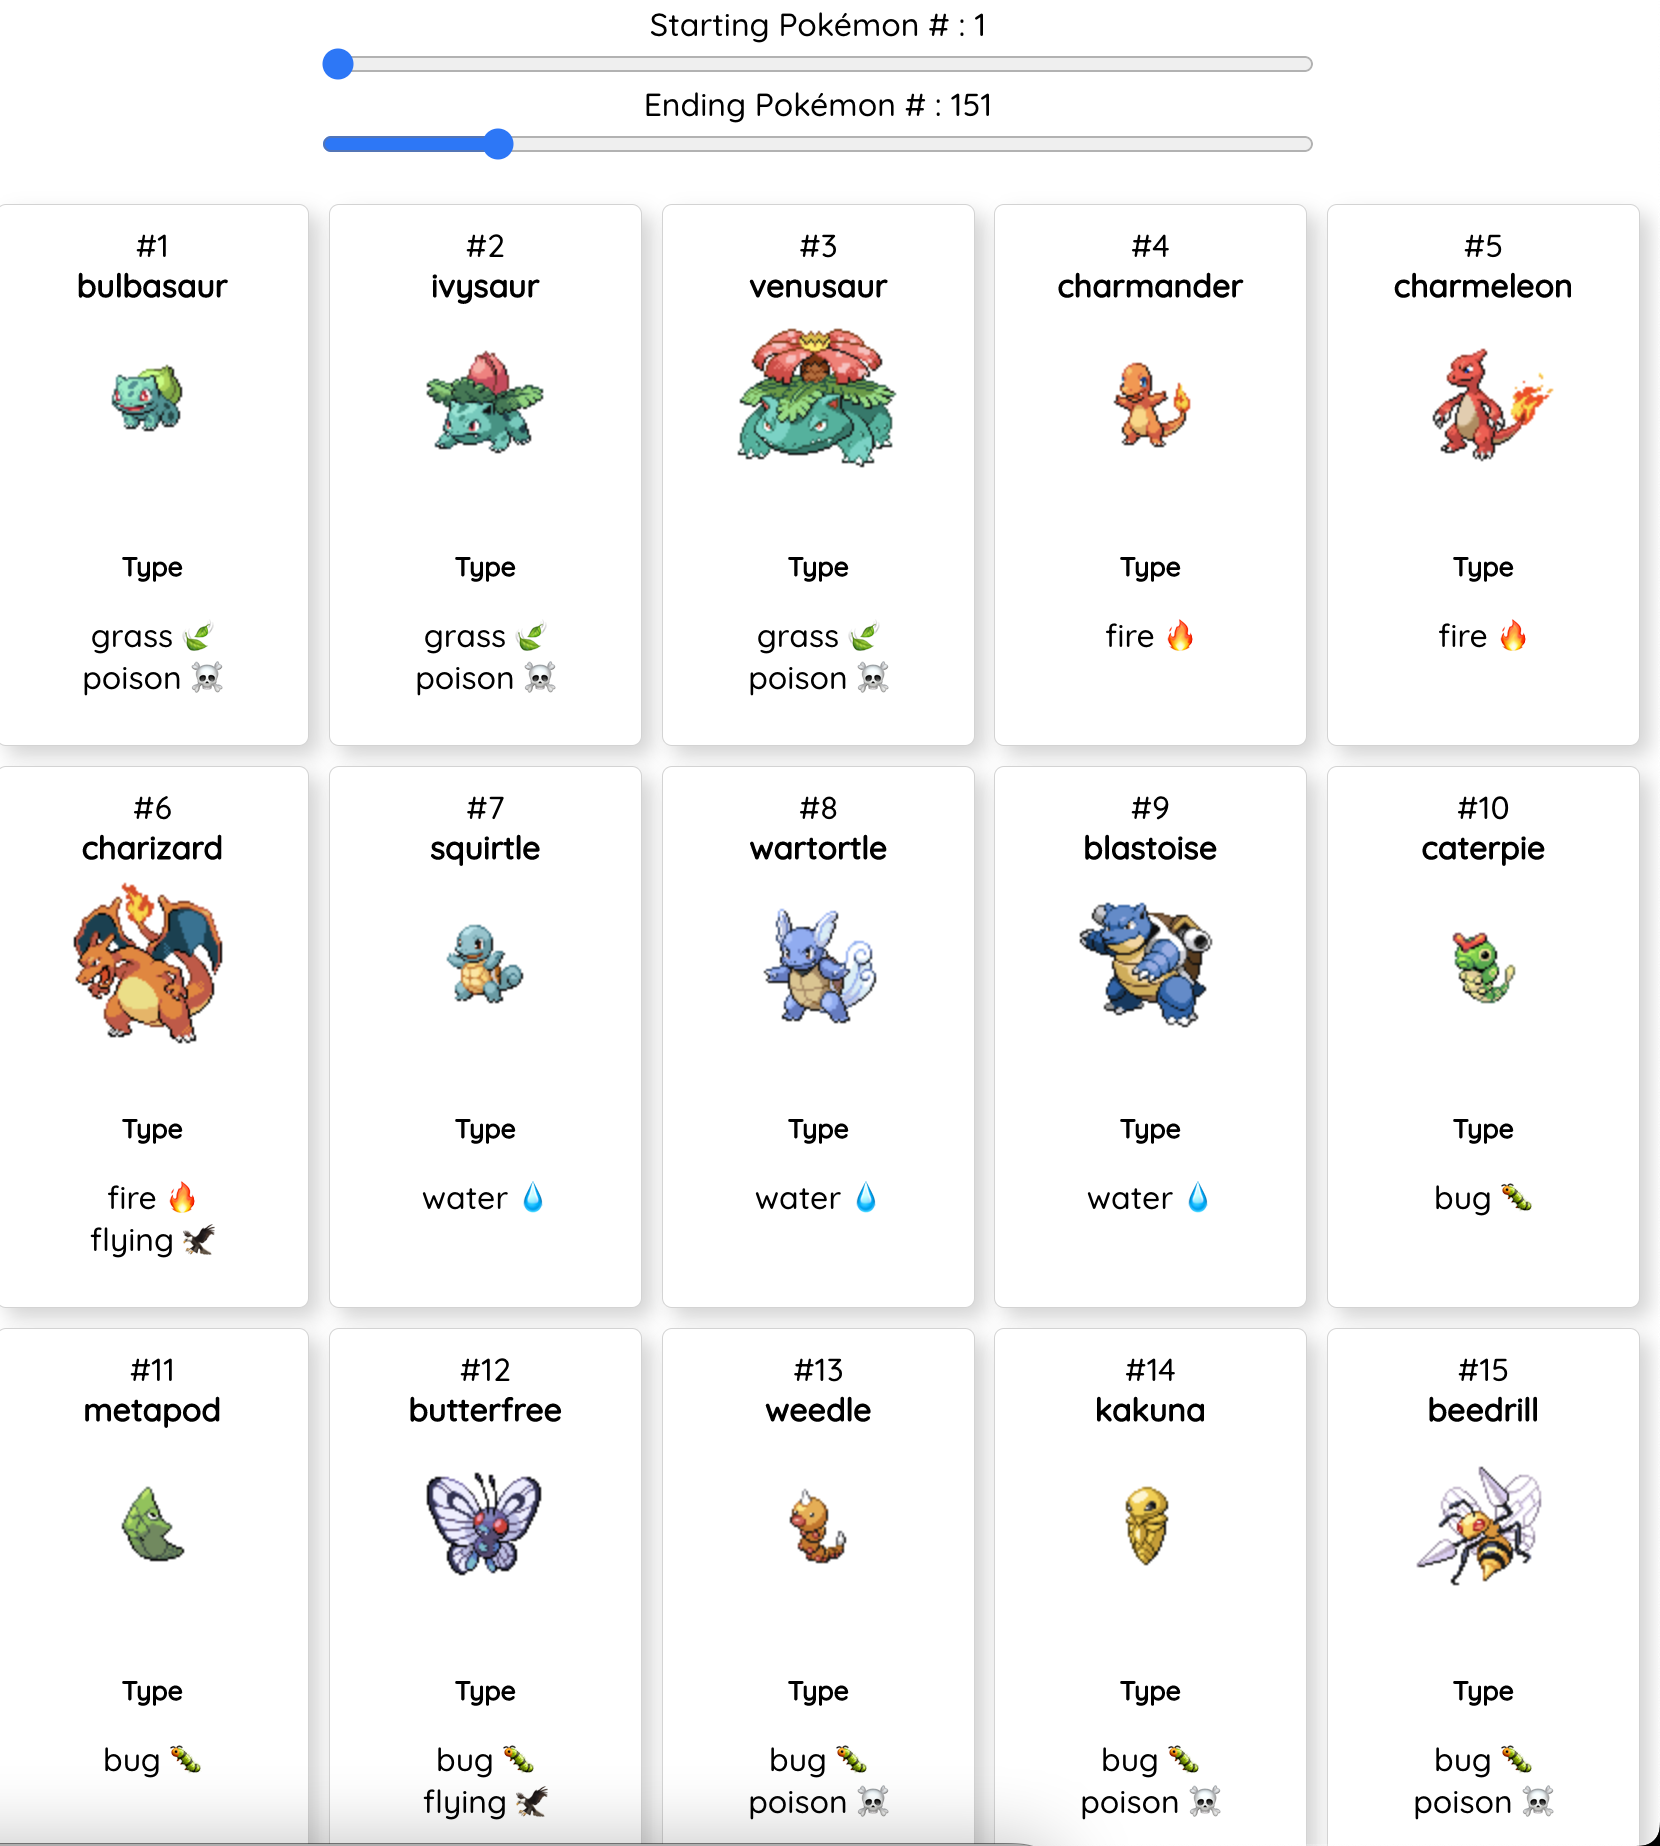 Starting Pokémon # : 1
Ending Pokémon # : 151
#1
bulbasaur
Type
grass 🌿
poison ☠️
#2
ivysaur
Type
grass 🌿
poison ☠️
#3
venusaur
Type
grass 🌿
poison ☠️
#4
charmander
Type
fire 🔥
#5
charmeleon
Type
fire 🔥
#6
charizard
Type
fire 🔥
flying 🦅
#7
squirtle
Type
water 💧
#8
wartortle
Type
water 💧
#9
blastoise
Type
water 💧
#10
caterpie
Type
bug 🐛
#11
metapod
Type
bug 🐛
#12
butterfree
Type
bug 🐛
flying 🦅
#13
weedle
Type
bug 🐛
poison ☠️
#14
kakuna
Type
bug 🐛
poison ☠️
#15
beedrill
Type
bug 🐛
poison ☠️